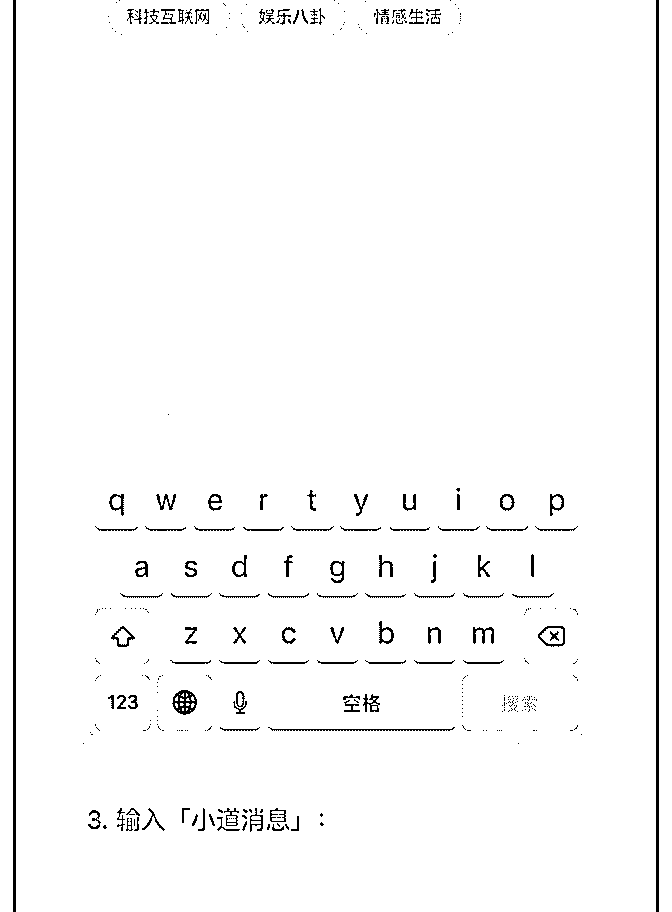 科技互联网 娱乐八卦 情感生活
q w e r t y u i o p
a s d f g h j k l
z x c v b n m
123 空格 搜索
3. 输入「小道消息」：